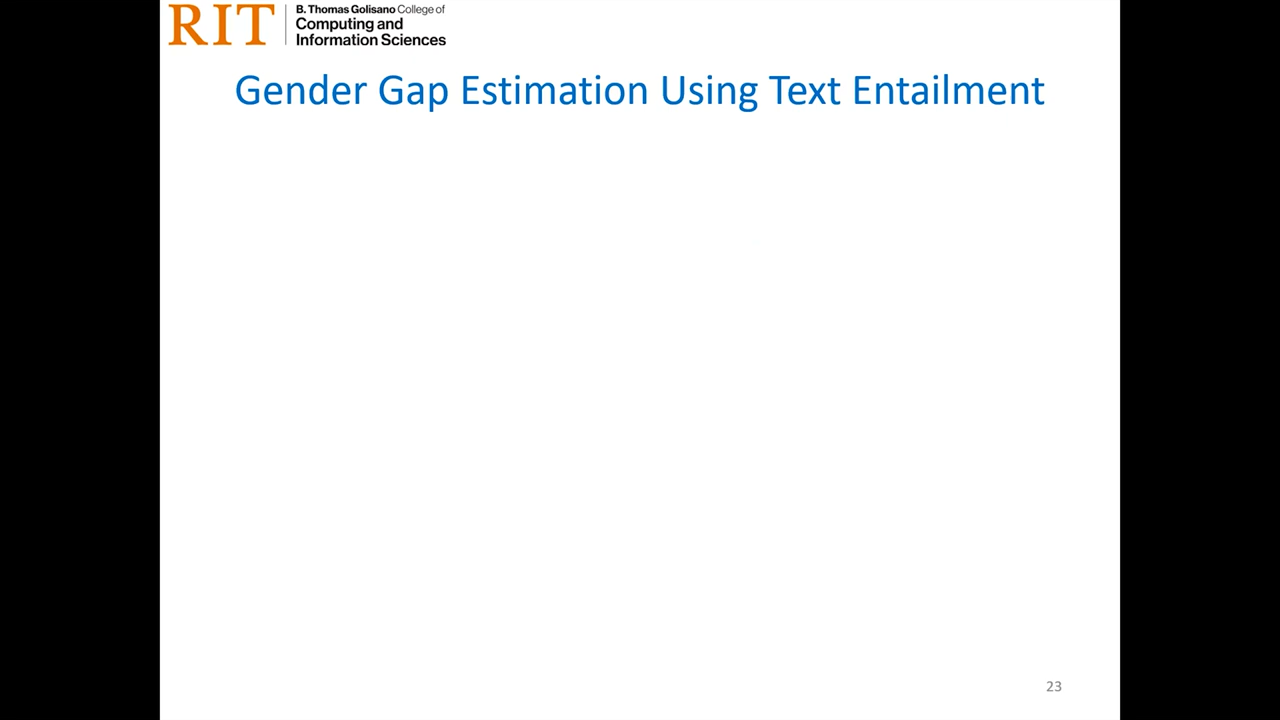 RIT
B. Thomas Golisano College of
Computing and
Information Sciences
Gender Gap Estimation Using Text Entailment
23